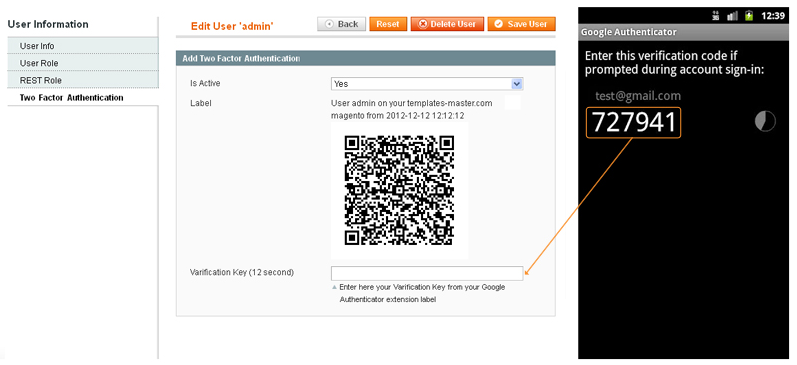 User Information
User Info
User Role
REST Role
Two Factor Authentication
Edit User 'admin'
Back
Reset
Delete User
Save User
Add Two Factor Authentication
Is Active
Yes
Label
User admin on your templates-master.com
magento from 2012-12-12 12:12:12
Varification Key (12 second)
Enter here your Varification Key from your Google
Authenticator extension label
3G
12:39
Google Authenticator
Enter this verification code if
prompted during account sign-in:
test@gmail.com
727941